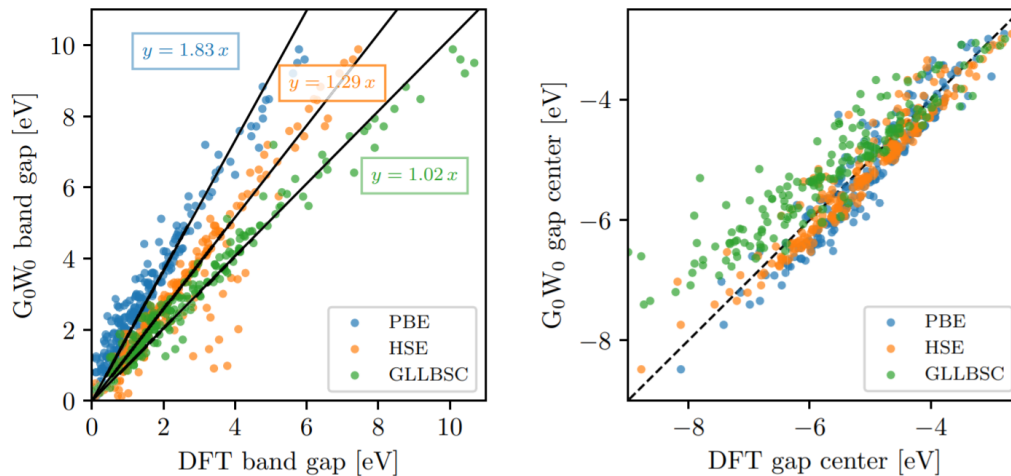 y = 1.83 x
y = 1.29 x
y = 1.02 x
G₀W₀ band gap [eV]
10
8
6
4
2
0
0 2 4 6 8 10
DFT band gap [eV]
PBE
HSE
GLLBSC
G₀W₀ gap center [eV]
−4
−6
−8
−8 −6 −4
DFT gap center [eV]
PBE
HSE
GLLBSC